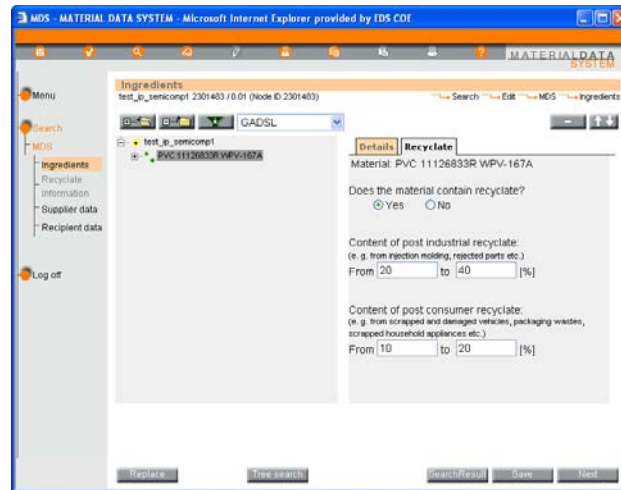 MDS - MATERIAL DATA SYSTEM - Microsoft Internet Explorer provided by EDS COE
MATERIALDATA
SYSTEM
Menu
Search
MDB
Ingredients
Recyclate
information
Supplier data
Recipient data
Log off
Ingredients
test_ip_semicomp1 2301483 / 0.01 (Node ID 2301483)
Search Edit MDS Ingredients
GADSL
test_ip_semicomp1
PVC 11126833R WPV-167A
Details Recyclate
Material: PVC 11126833R WPV-167A
Does the material contain recyclate?
Yes No
Content of post industrial recyclate:
(e. g. from injection molding, rejected parts etc.)
From 20 to 40 [%]
Content of post consumer recyclate:
(e. g. from scrapped and damaged vehicles, packaging wastes,
scrapped household appliances etc.)
From 10 to 20 [%]
Replace Tree search SearchResult Save Next